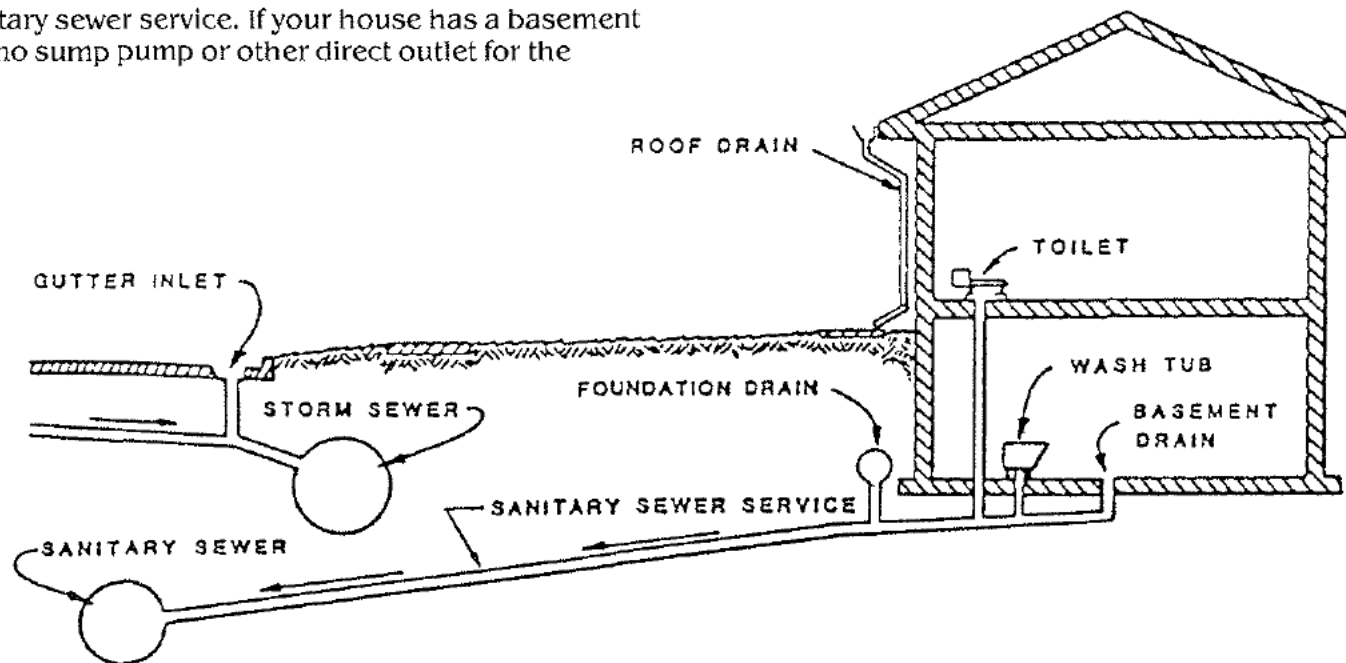 tary sewer service. If your house has a basement
no sump pump or other direct outlet for the
ROOF DRAIN
TOILET
GUTTER INLET
WASH TUB
FOUNDATION DRAIN
STORM SEWER
BASEMENT
DRAIN
SANITARY SEWER SERVICE
SANITARY SEWER